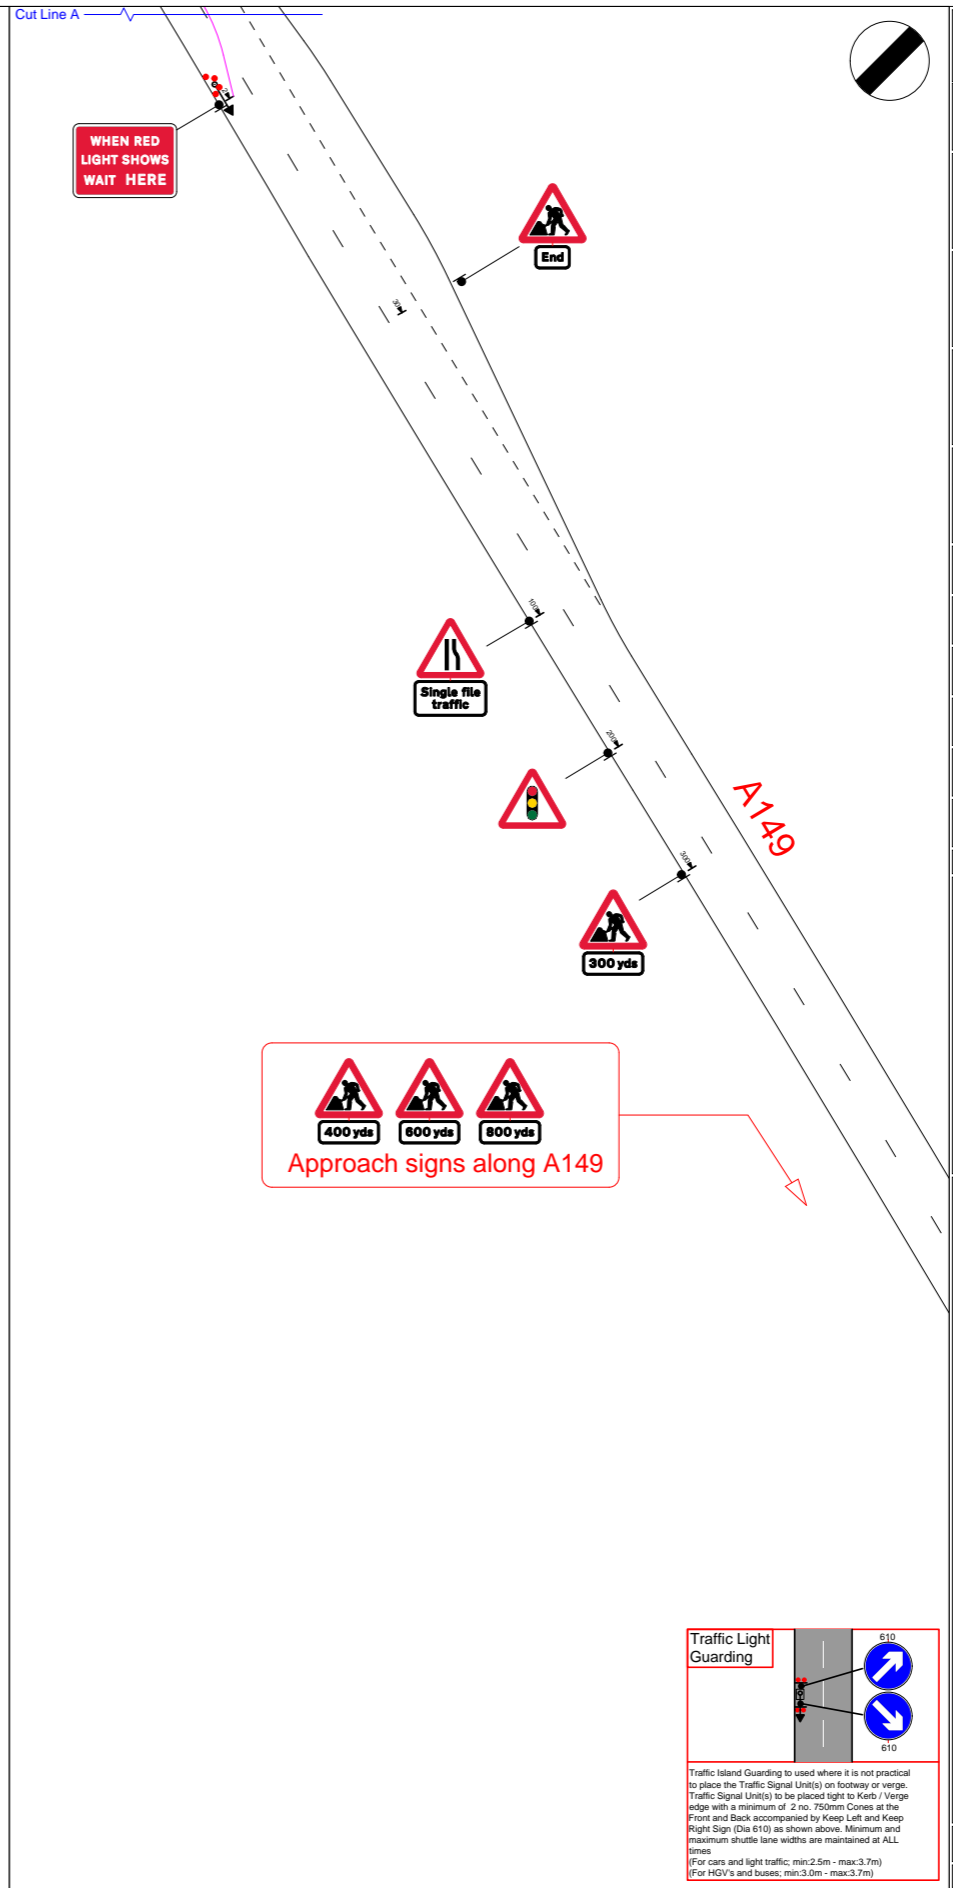 Cut Line A
WHEN RED
LIGHT SHOWS
WAIT HERE
End
30
100
Single file
traffic
200
A149
300
300 yds
400 yds
600 yds
800 yds
Approach signs along A149
Traffic Light
Guarding
610
610
Traffic Island Guarding to used where it is not practical
to place the Traffic Signal Unit(s) on footway or verge.
Traffic Signal Unit(s) to be placed tight to Kerb / Verge
edge with a minimum of 2 no. 750mm Cones at the
Front and Back accompanied by Keep Left and Keep
Right Sign (Dia 610) as shown above. Minimum and
maximum shuttle lane widths are maintained at ALL
times
(For cars and light traffic; min:2.5m - max:3.7m)
(For HGV's and buses; min:3.0m - max:3.7m)